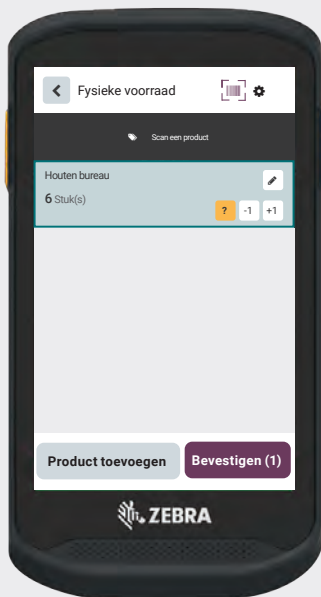 Fysieke voorraad
Scan een product
Houten bureau
6 Stuk(s)
? -1 +1
Product toevoegen
Bevestigen (1)
ZEBRA